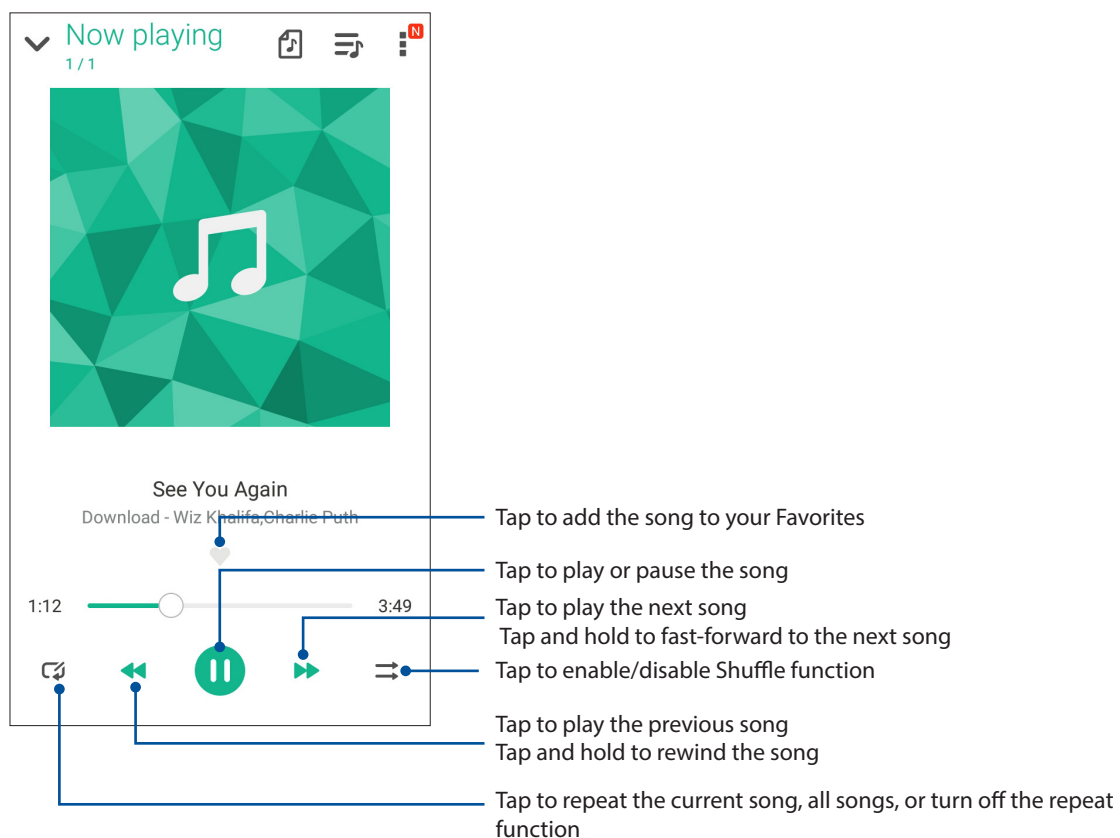 Now playing
N
1 / 1
See You Again
Download - Wiz Khalifa,Charlie Puth
Tap to add the song to your Favorites
Tap to play or pause the song
1:12
3:49
Tap to play the next song
Tap and hold to fast-forward to the next song
Tap to enable/disable Shuffle function
Tap to play the previous song
Tap and hold to rewind the song
Tap to repeat the current song, all songs, or turn off the repeat
function